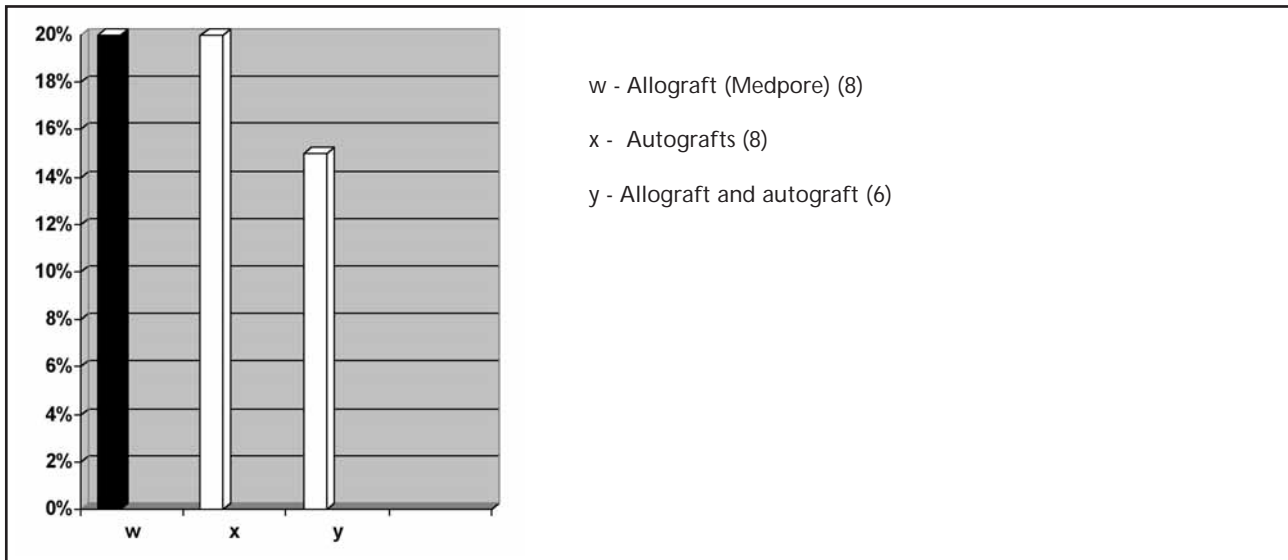 20%
18%
16%
14%
12%
10%
8%
6%
4%
2%
0%
w x y
w - Allograft (Medpore) (8)
x - Autografts (8)
y - Allograft and autograft (6)